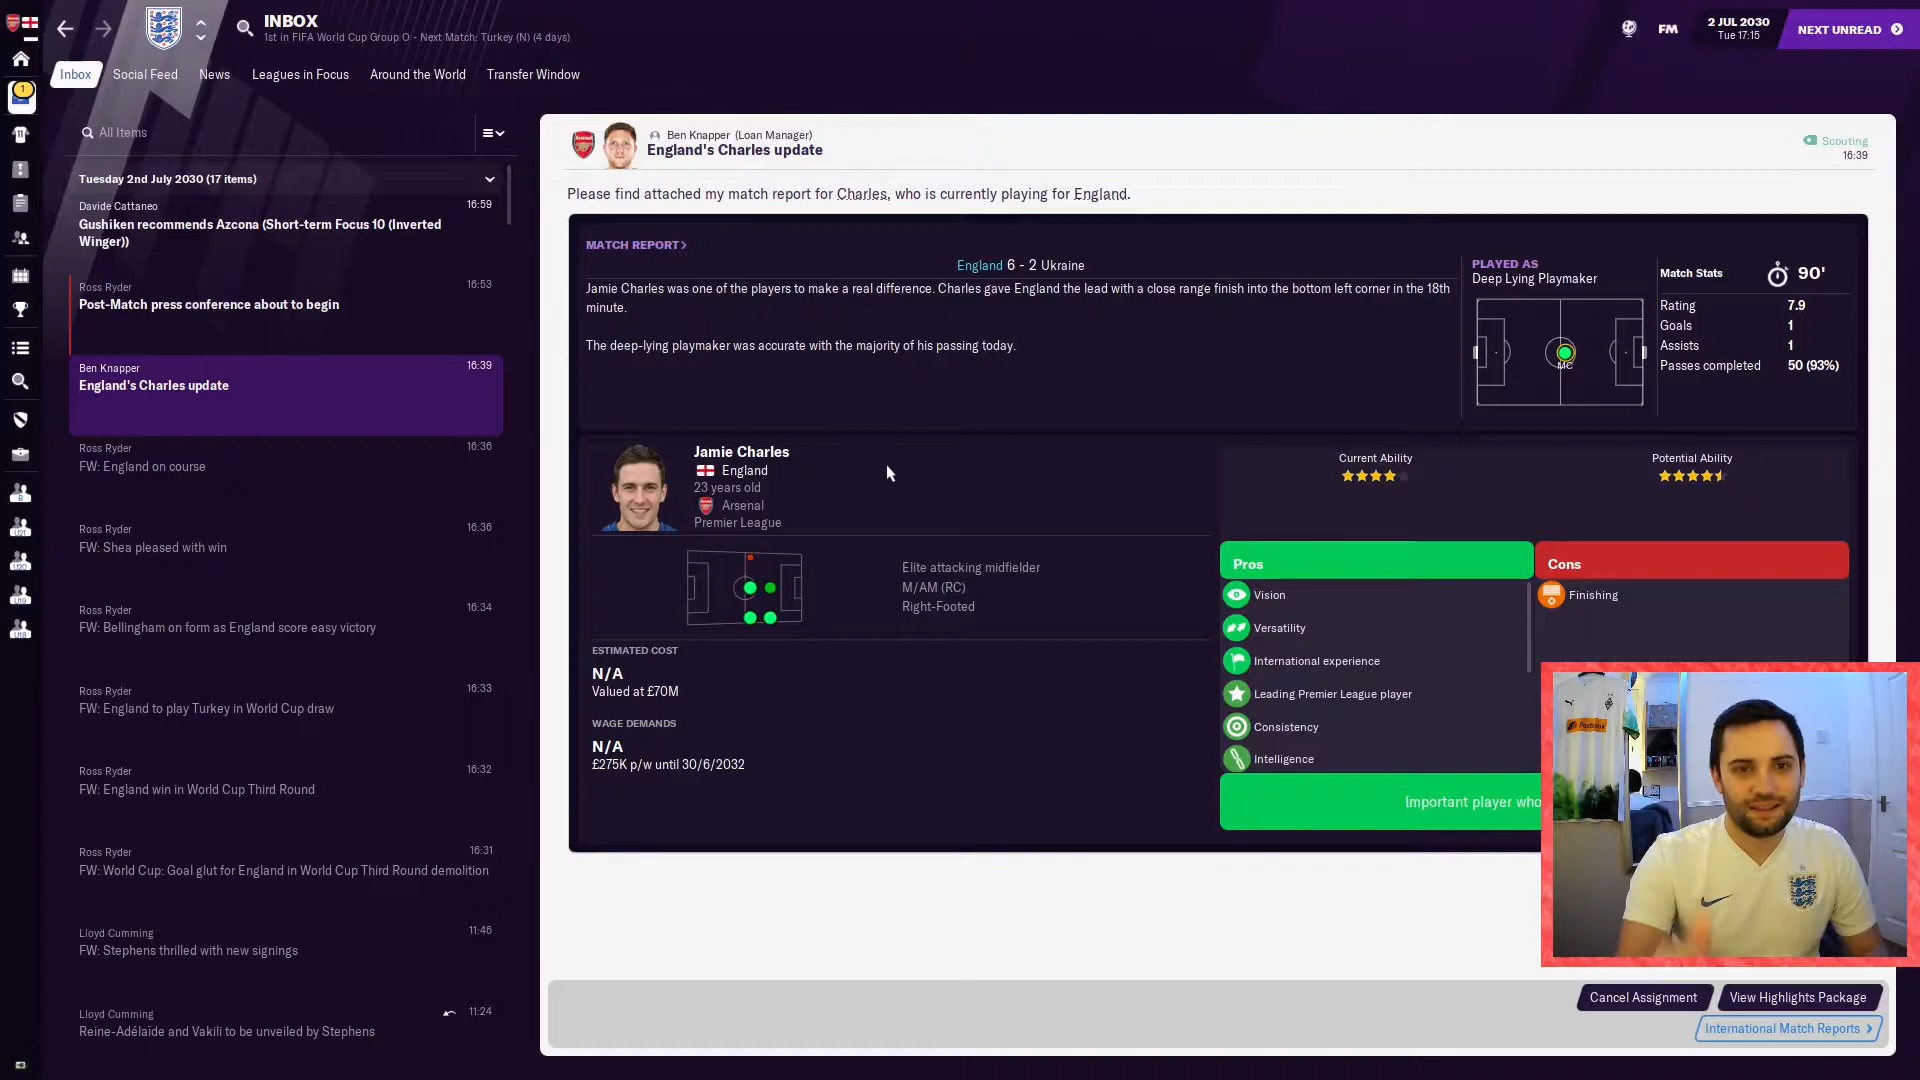 INBOX
1st in FIFA World Cup Group O - Next Match: Turkey (N) (4 days)
FM
2 JUL 2030
Tue 17:15
NEXT UNREAD
Inbox
Social Feed
News
Leagues in Focus
Around the World
Transfer Window
1
All Items
Tuesday 2nd July 2030 (17 items)
Davide Cattaneo
16:59
Gushiken recommends Azcona (Short-term Focus 10 (Inverted
Winger))
Ross Ryder
16:53
Post-Match press conference about to begin
Ben Knapper
16:39
England's Charles update
Ross Ryder
16:36
FW: England on course
Ross Ryder
16:36
FW: Shea pleased with win
Ross Ryder
16:34
FW: Bellingham on form as England score easy victory
Ross Ryder
16:33
FW: England to play Turkey in World Cup draw
Ross Ryder
16:32
FW: England win in World Cup Third Round
Ross Ryder
16:31
FW: World Cup: Goal glut for England in World Cup Third Round demolition
Lloyd Cumming
11:46
FW: Stephens thrilled with new signings
Lloyd Cumming
11:24
Reine-Adélaïde and Vakili to be unveiled by Stephens
Ben Knapper (Loan Manager)
England's Charles update
Scouting
16:39
Please find attached my match report for Charles, who is currently playing for England.
MATCH REPORT>
England 6 - 2 Ukraine
Jamie Charles was one of the players to make a real difference. Charles gave England the lead with a close range finish into the bottom left corner in the 18th
minute.
The deep-lying playmaker was accurate with the majority of his passing today.
PLAYED AS
Deep Lying Playmaker
MC
Match Stats
90'
Rating 7.9
Goals 1
Assists 1
Passes completed 50 (93%)
Jamie Charles
England
23 years old
Arsenal
Premier League
Elite attacking midfielder
M/AM (RC)
Right-Footed
ESTIMATED COST
N/A
Valued at £70M
WAGE DEMANDS
N/A
£275K p/w until 30/6/2032
Current Ability
Potential Ability
Pros
Vision
Versatility
International experience
Leading Premier League player
Consistency
Intelligence
Cons
Finishing
Important player who
Cancel Assignment
View Highlights Package
International Match Reports >